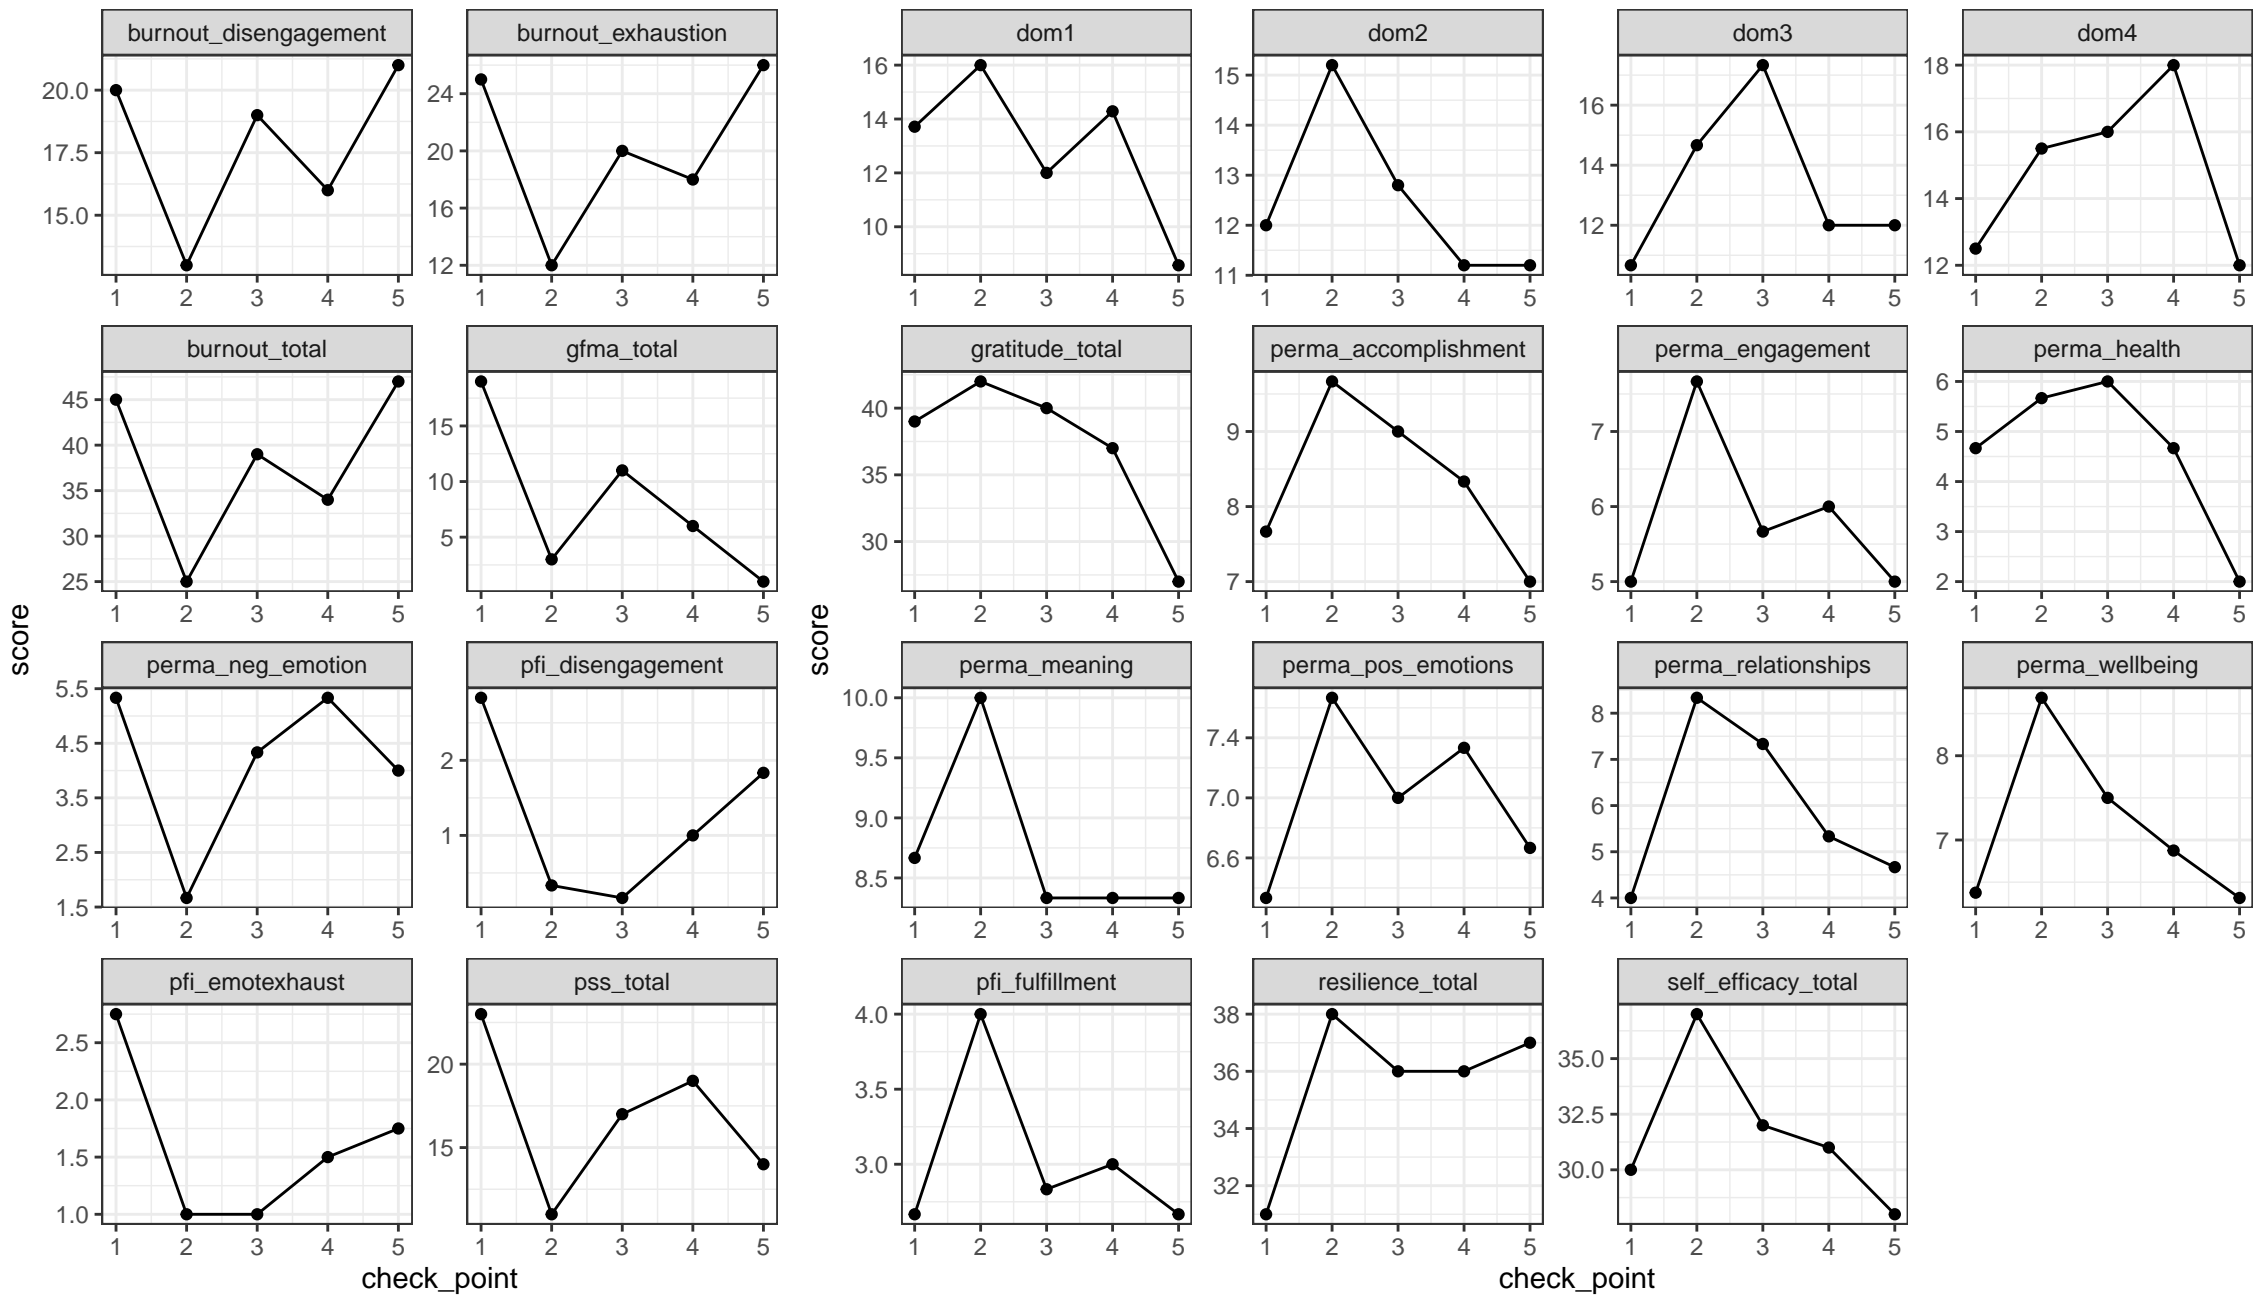 burnout_disengagement
20.0
17.5
15.0
1 2 3 4 5
burnout_exhaustion
24
20
16
12
1 2 3 4 5
burnout_total
45
40
35
30
25
1 2 3 4 5
gfma_total
15
10
5
1 2 3 4 5
perma_neg_emotion
5.5
4.5
3.5
2.5
1.5
1 2 3 4 5
pfi_disengagement
2
1
1 2 3 4 5
pfi_emotexhaust
2.5
2.0
1.5
1.0
1 2 3 4 5
pss_total
20
15
1 2 3 4 5
score
check_point
dom1
16
14
12
10
1 2 3 4 5
dom2
15
14
13
12
11
1 2 3 4 5
dom3
16
14
12
1 2 3 4 5
dom4
18
16
14
12
1 2 3 4 5
gratitude_total
40
35
30
1 2 3 4 5
perma_accomplishment
9
8
7
1 2 3 4 5
perma_engagement
7
6
5
1 2 3 4 5
perma_health
6
5
4
3
2
1 2 3 4 5
perma_meaning
10.0
9.5
9.0
8.5
1 2 3 4 5
perma_pos_emotions
7.4
7.0
6.6
1 2 3 4 5
perma_relationships
8
7
6
5
4
1 2 3 4 5
perma_wellbeing
8
7
1 2 3 4 5
pfi_fulfillment
4.0
3.5
3.0
1 2 3 4 5
resilience_total
38
36
34
32
1 2 3 4 5
self_efficacy_total
35.0
32.5
30.0
1 2 3 4 5
score
check_point